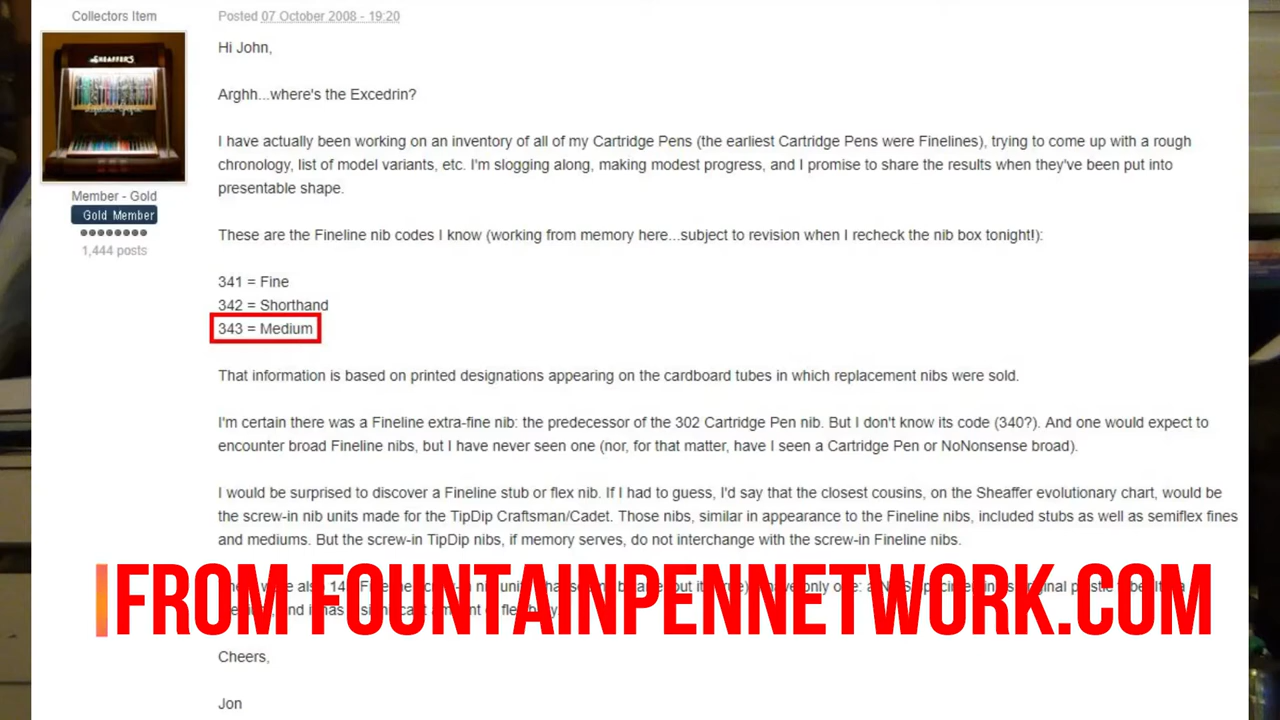 Collectors Item
Posted 07 October 2008 - 19:20
SHEAFFER'S
Hi John,
Arghh...where's the Excedrin?
I have actually been working on an inventory of all of my Cartridge Pens (the earliest Cartridge Pens were Finelines), trying to come up with a rough
chronology, list of model variants, etc. I'm slogging along, making modest progress, and I promise to share the results when they've been put into
presentable shape.
Member - Gold
Gold Member
1,444 posts
These are the Fineline nib codes I know (working from memory here...subject to revision when I recheck the nib box tonight!):
341 = Fine
342 = Shorthand
343 = Medium
That information is based on printed designations appearing on the cardboard tubes in which replacement nibs were sold.
I'm certain there was a Fineline extra-fine nib: the predecessor of the 302 Cartridge Pen nib. But I don't know its code (340?). And one would expect to
encounter broad Fineline nibs, but I have never seen one (nor, for that matter, have I seen a Cartridge Pen or NoNonsense broad).
I would be surprised to discover a Fineline stub or flex nib. If I had to guess, I'd say that the closest cousins, on the Sheaffer evolutionary chart, would be
the screw-in nib units made for the TipDip Craftsman/Cadet. Those nibs, similar in appearance to the Fineline nibs, included stubs as well as semiflex fines
and mediums. But the screw-in TipDip nibs, if memory serves, do not interchange with the screw-in Fineline nibs.
FROM FOUNTAINPENNETWORK.COM
Cheers,
Jon